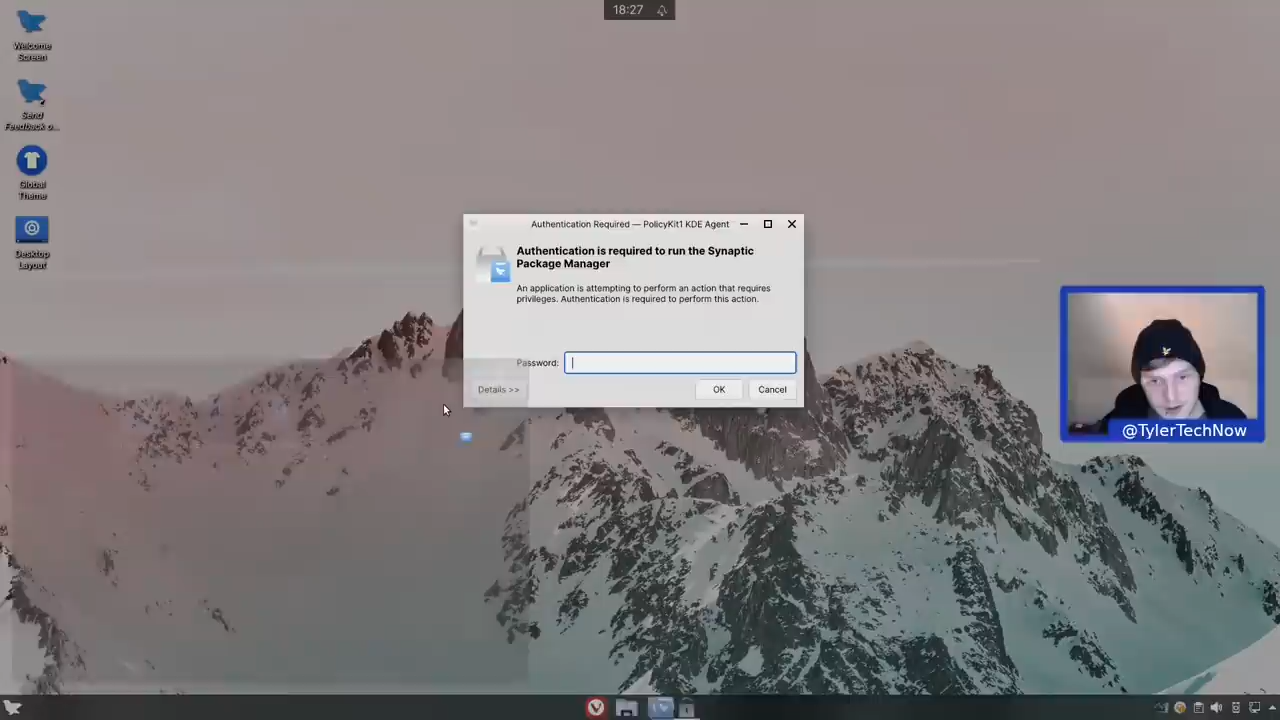 18:27
Welcome
Screen
Send
Feedback o...
Global
Theme
Desktop
Layout
Authentication Required — PolicyKit1 KDE Agent
Authentication is required to run the Synaptic
Package Manager
An application is attempting to perform an action that requires
privileges. Authentication is required to perform this action.
Password:
Details >>
OK
Cancel
@TylerTechNow